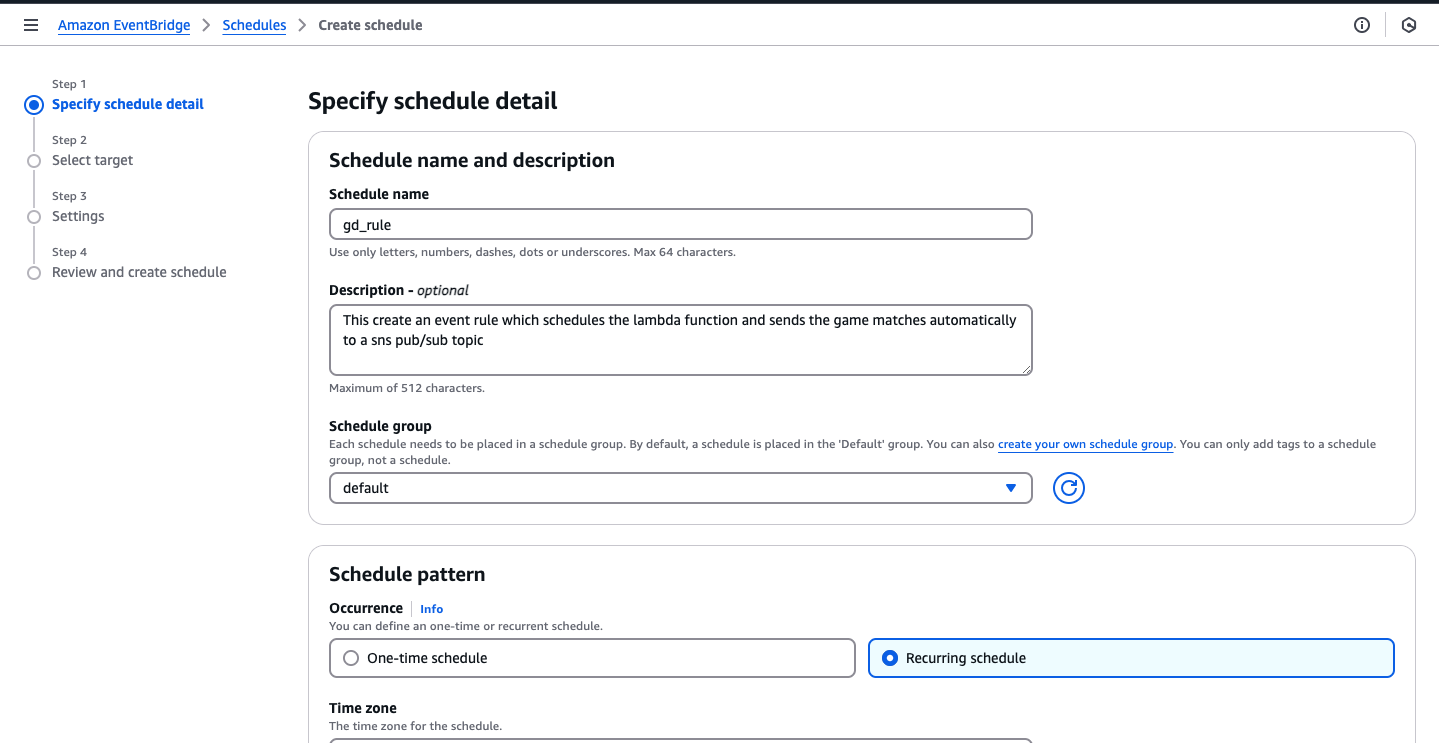 Amazon EventBridge > Schedules > Create schedule
Step 1
Specify schedule detail
Step 2
Select target
Step 3
Settings
Step 4
Review and create schedule
Specify schedule detail
Schedule name and description
Schedule name
gd_rule
Use only letters, numbers, dashes, dots or underscores. Max 64 characters.
Description - optional
This create an event rule which schedules the lambda function and sends the game matches automatically
to a sns pub/sub topic
Maximum of 512 characters.
Schedule group
Each schedule needs to be placed in a schedule group. By default, a schedule is placed in the 'Default' group. You can also create your own schedule group. You can only add tags to a schedule
group, not a schedule.
default
Schedule pattern
Occurrence | Info
You can define an one-time or recurrent schedule.
One-time schedule
Recurring schedule
Time zone
The time zone for the schedule.